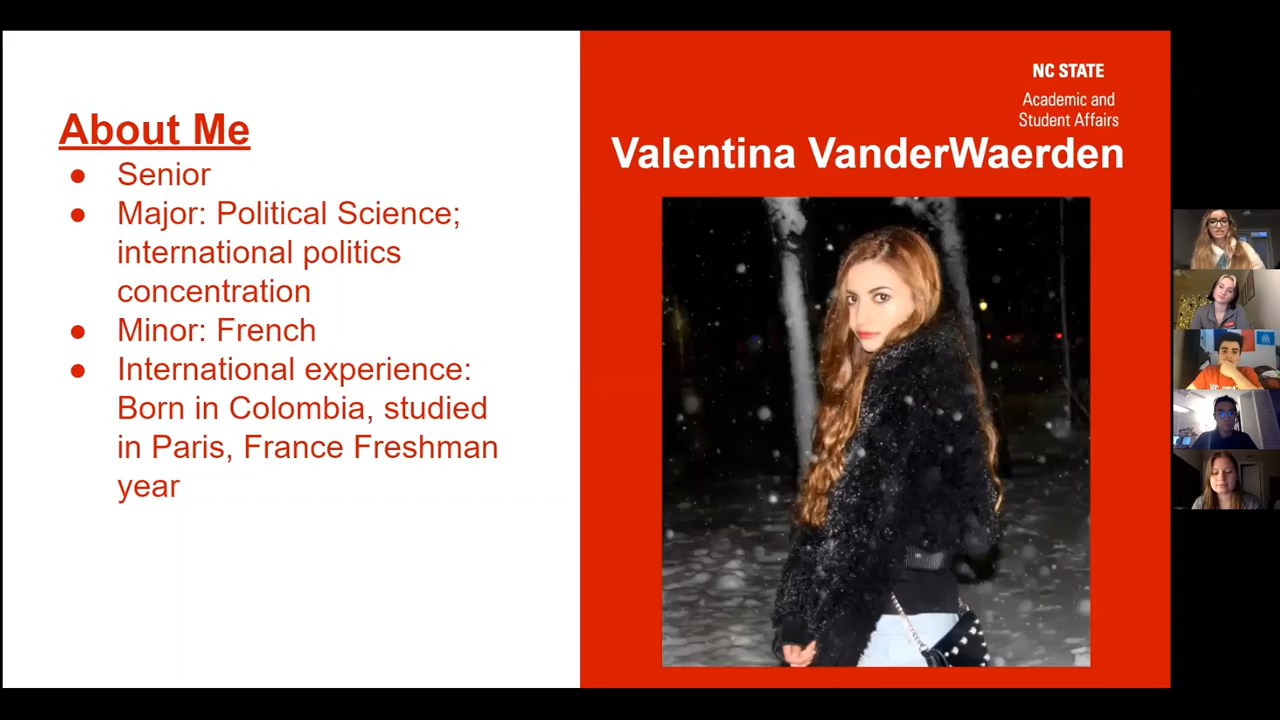 About Me
● Senior
● Major: Political Science;
international politics
concentration
● Minor: French
● International experience:
Born in Colombia, studied
in Paris, France Freshman
year
NC STATE
Academic and
Student Affairs
Valentina VanderWaerden